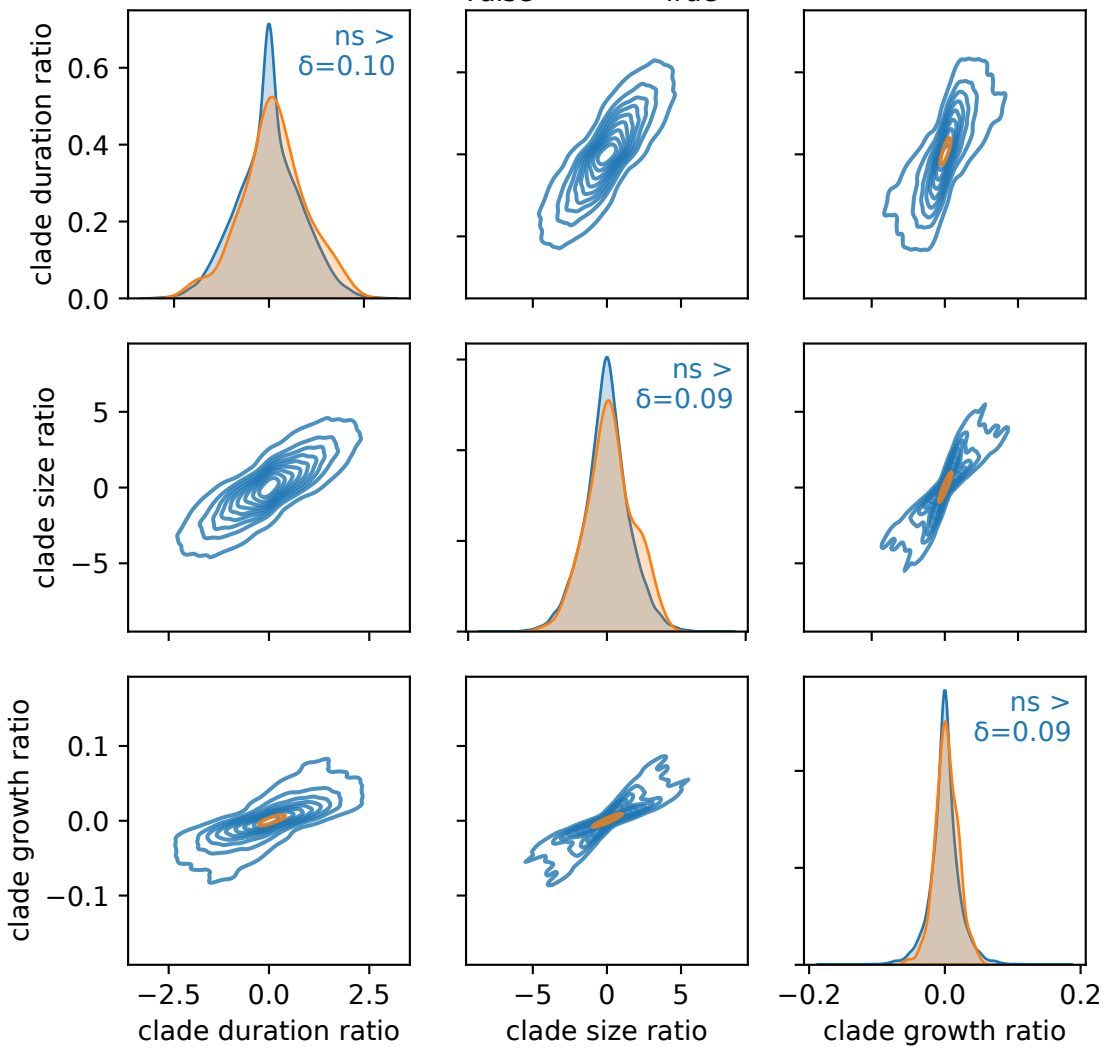 clade duration ratio
0.6
0.4
0.2
0.0
ns >
δ=0.10
clade size ratio
5
0
−5
ns >
δ=0.09
clade growth ratio
0.1
0.0
−0.1
ns >
δ=0.09
−2.5 0.0 2.5
−5 0 5
−0.2 0.0 0.2
clade duration ratio
clade size ratio
clade growth ratio